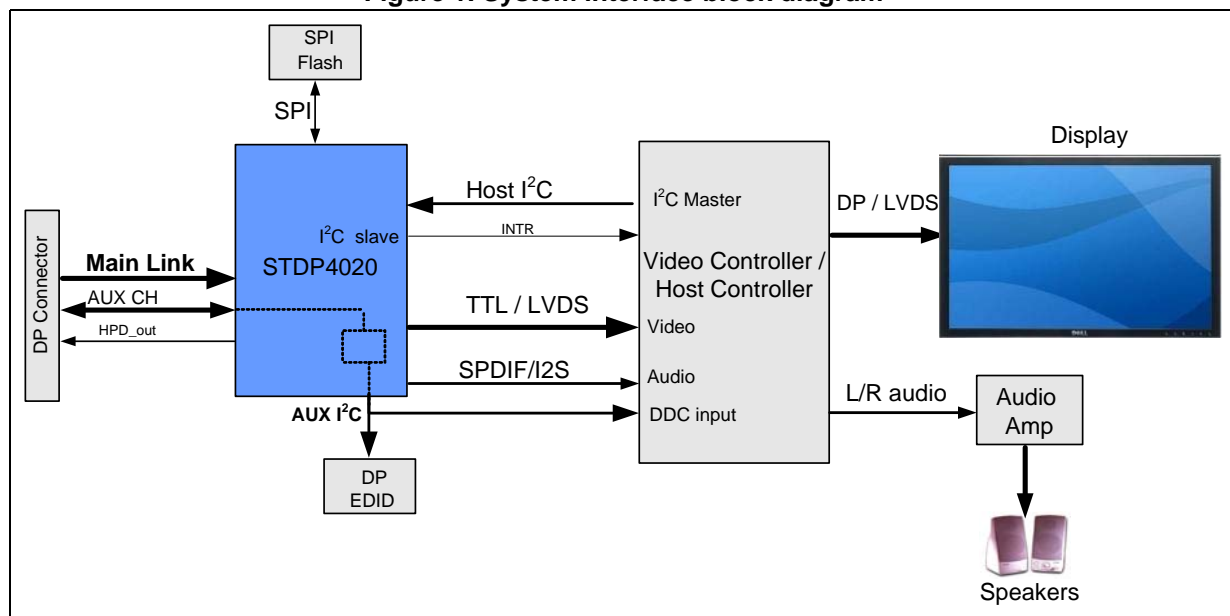 Figure 1. System interface block diagram
SPI
Flash
SPI
Display
Host I²C
I²C Master
DP / LVDS
I²C slave
INTR
STDP4020
Main Link
Video Controller /
Host Controller
DP Connector
AUX CH
TTL / LVDS
HPD_out
Video
SPDIF/I2S
Audio
L/R audio
Audio
Amp
AUX I²C
DDC input
DP
EDID
DELL
Speakers